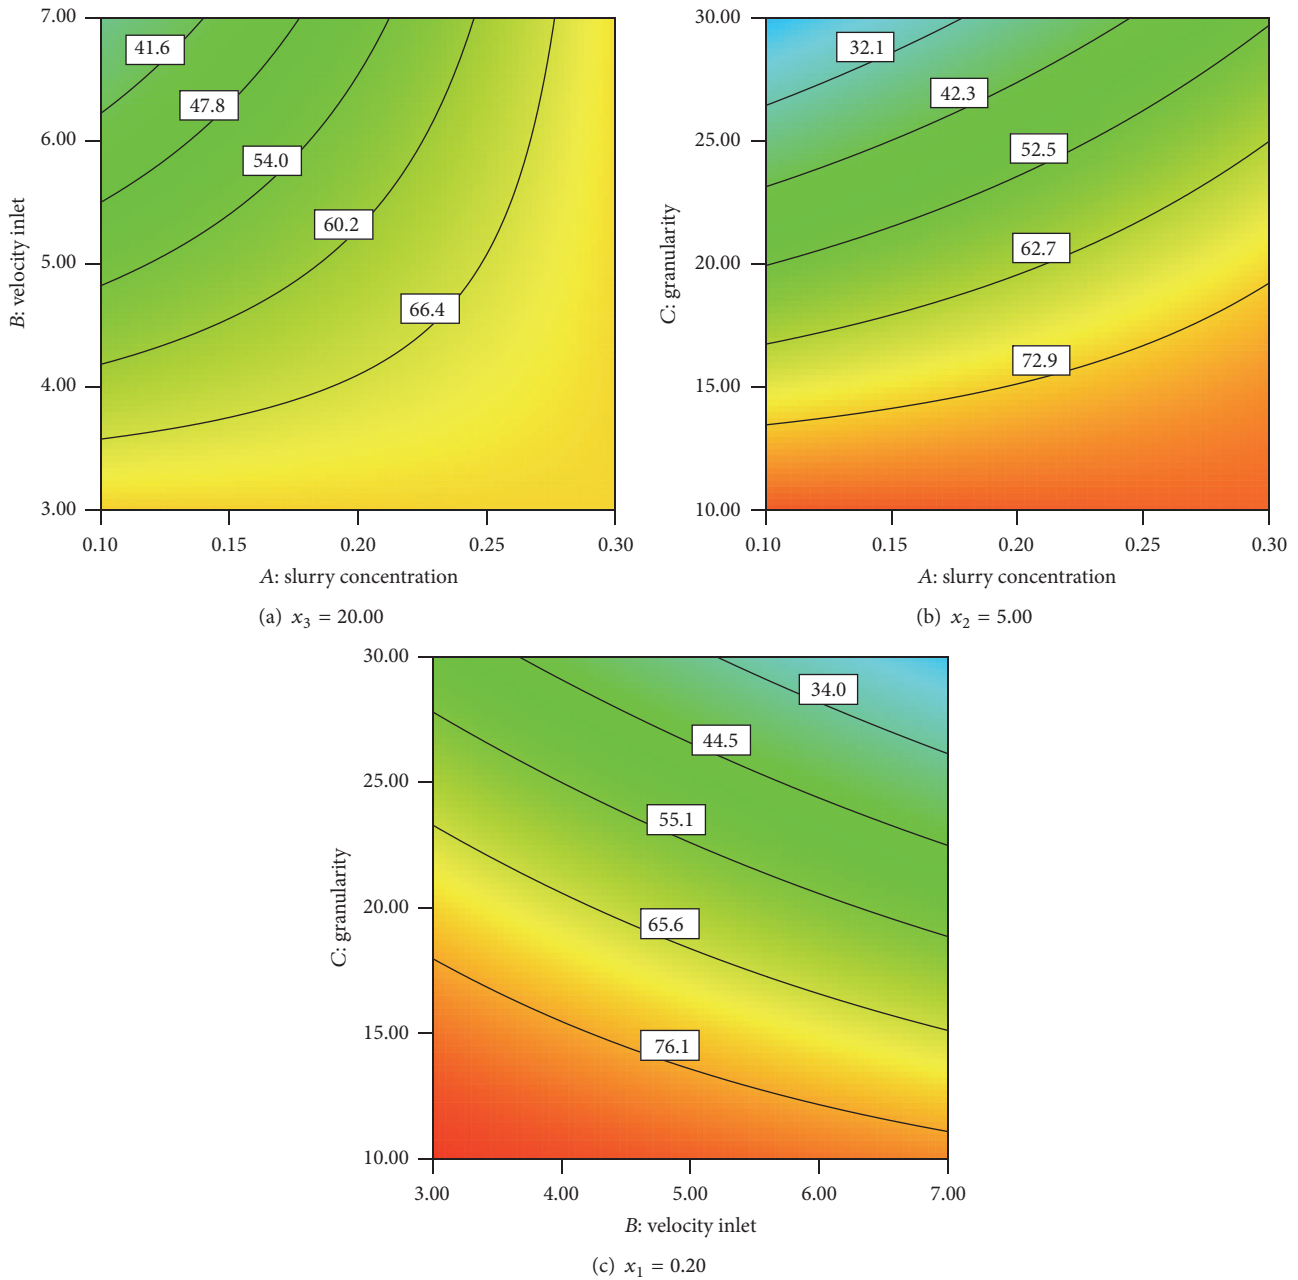 7.00
6.00
5.00
4.00
3.00
B: velocity inlet
41.6
47.8
54.0
60.2
66.4
0.10 0.15 0.20 0.25 0.30
A: slurry concentration
(a) x₃ = 20.00
30.00
25.00
20.00
15.00
10.00
C: granularity
32.1
42.3
52.5
62.7
72.9
0.10 0.15 0.20 0.25 0.30
A: slurry concentration
(b) x₂ = 5.00
30.00
25.00
20.00
15.00
10.00
C: granularity
34.0
44.5
55.1
65.6
76.1
3.00 4.00 5.00 6.00 7.00
B: velocity inlet
(c) x₁ = 0.20